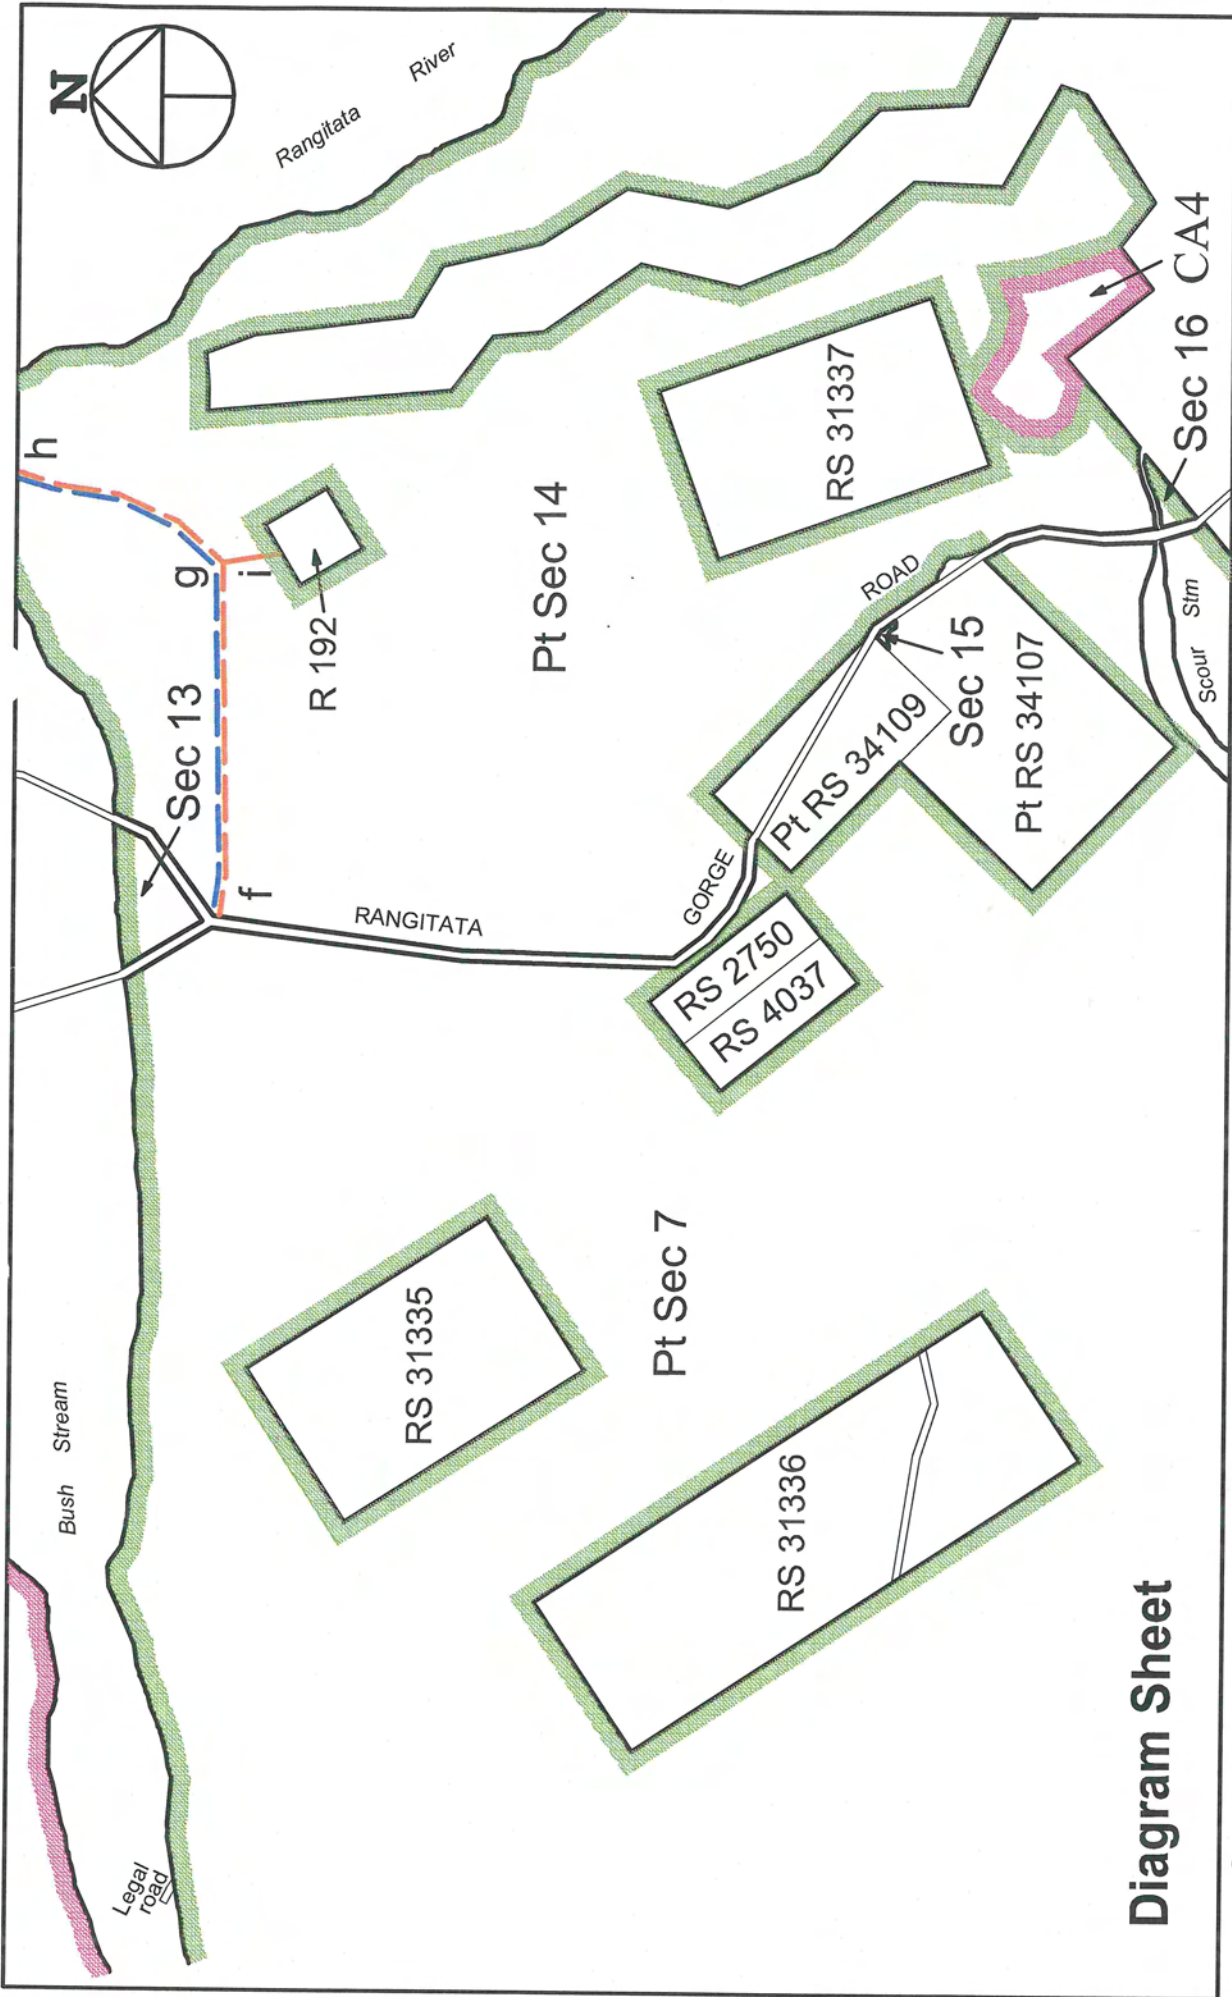 N
Rangitata River
h
g
i
f
R 192
Sec 13
Pt Sec 14
RS 31337
CA4
Sec 16
Scour Stm
RANGITATA
GORGE
ROAD
Sec 15
Pt RS 34109
Pt RS 34107
RS 2750
RS 4037
Bush Stream
Legal
road
RS 31335
Pt Sec 7
RS 31336
Diagram Sheet